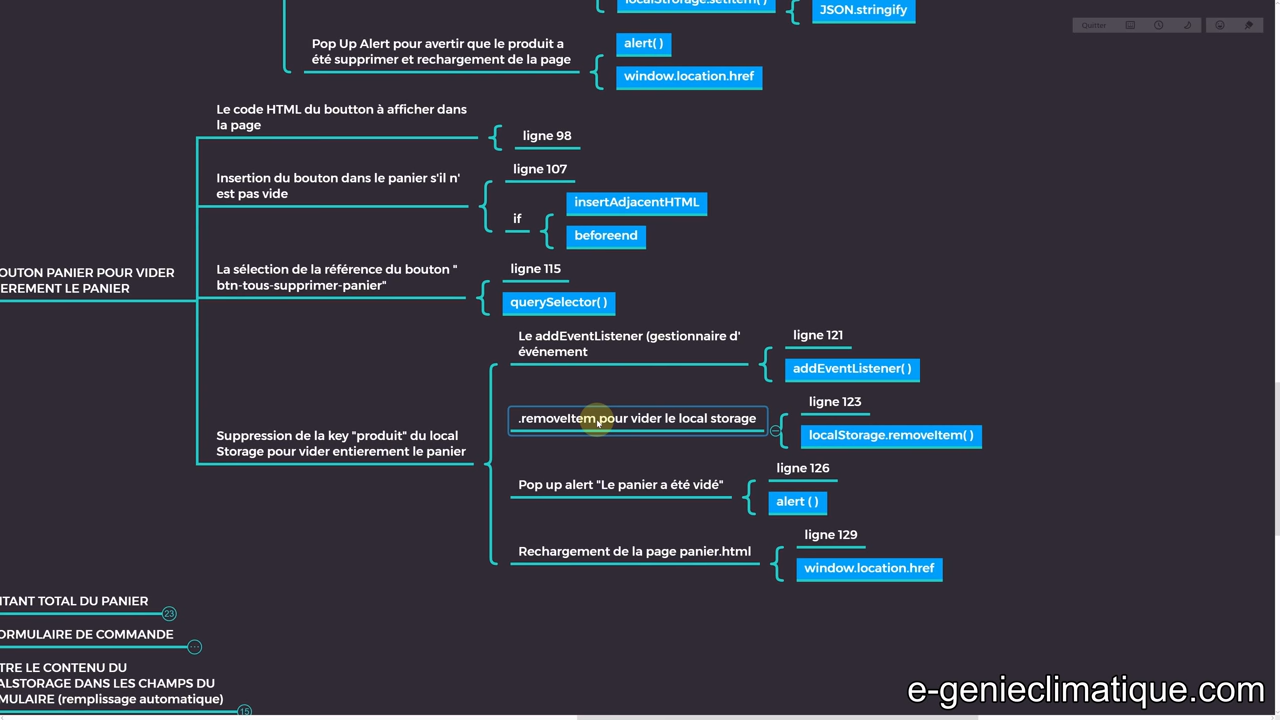 localStorage.setItem( )
JSON.stringify
Quitter
Pop Up Alert pour avertir que le produit a
été supprimer et rechargement de la page
alert( )
window.location.href
Le code HTML du boutton à afficher dans
la page
ligne 98
Insertion du bouton dans le panier s'il n'
est pas vide
ligne 107
if
insertAdjacentHTML
beforeend
OUTON PANIER POUR VIDER
EREMENT LE PANIER
La sélection de la référence du bouton "
btn-tous-supprimer-panier"
ligne 115
querySelector( )
Suppression de la key "produit" du local
Storage pour vider entierement le panier
Le addEventListener (gestionnaire d'
événement
ligne 121
addEventListener( )
.removeItem pour vider le local storage
ligne 123
localStorage.removeItem( )
Pop up alert "Le panier a été vidé"
ligne 126
alert ( )
Rechargement de la page panier.html
ligne 129
window.location.href
NTANT TOTAL DU PANIER
23
ORMULAIRE DE COMMANDE
...
TRE LE CONTENU DU
ALSTORAGE DANS LES CHAMPS DU
MULAIRE (remplissage automatique)
15
e-genieclimatique.com